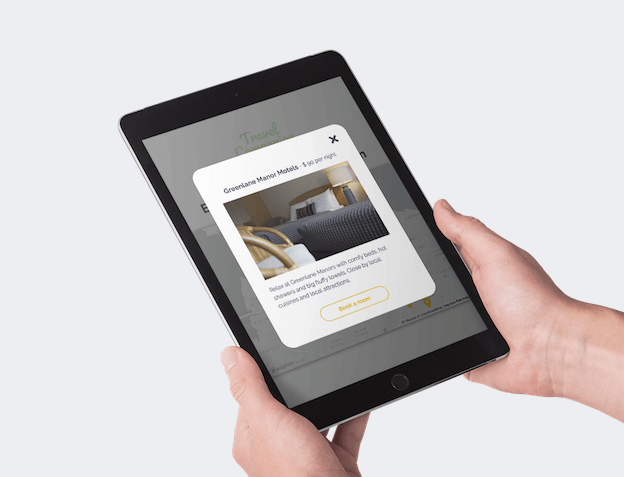 Travel
X
Greenlane Manor Motels - $ 90 per night
Relax at Greenlane Manors with comfy beds, hot
showers and big fluffy towels. Close by local
cuisines and local attractions.
Book a room